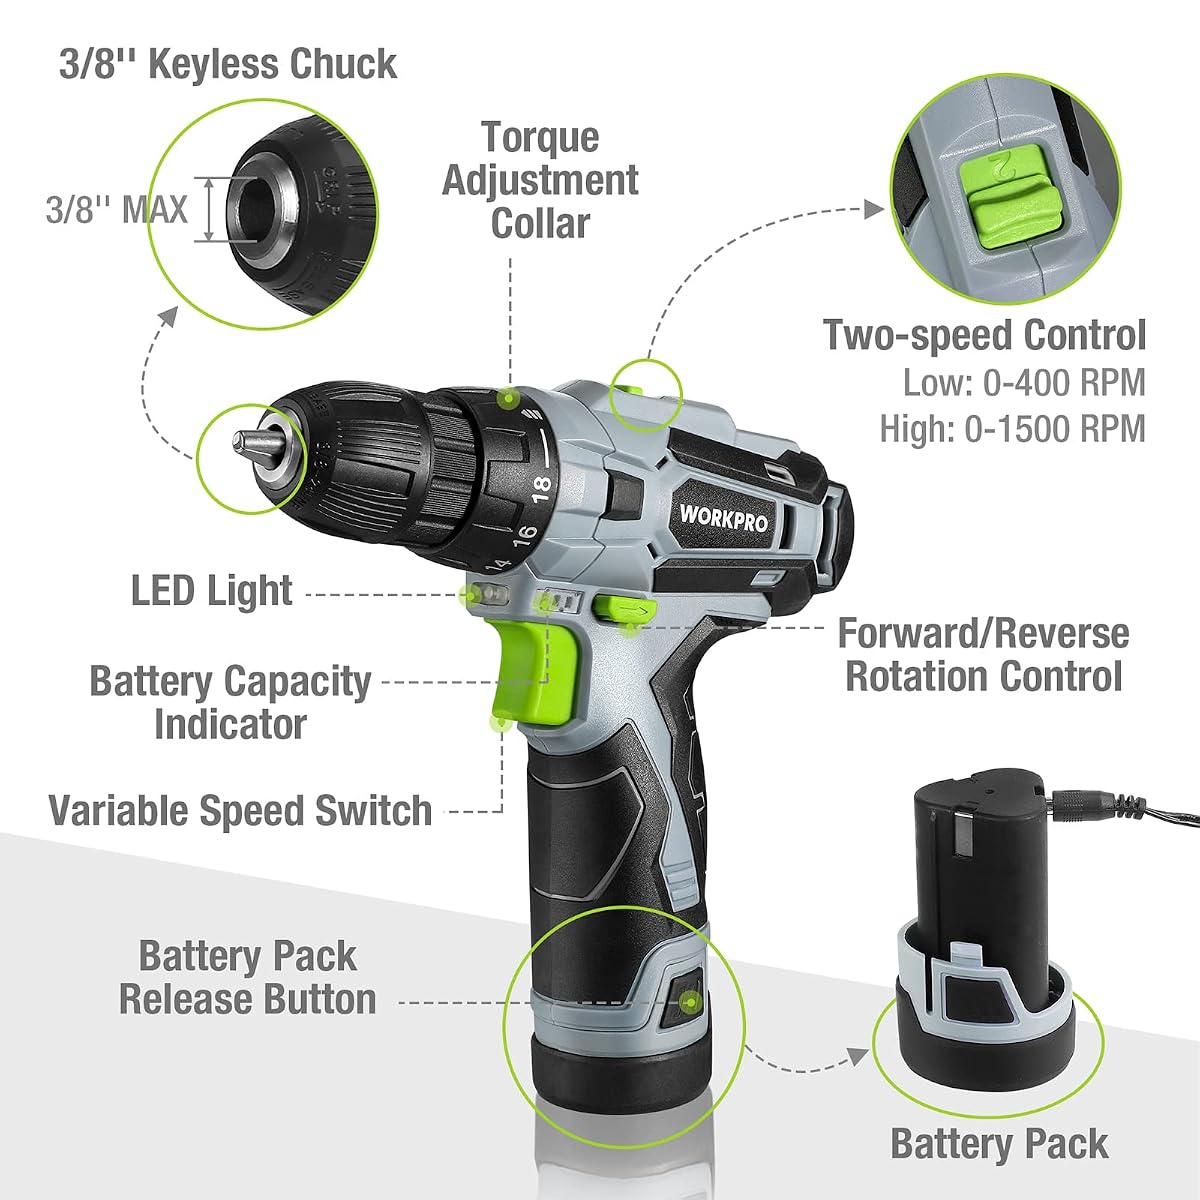 3/8'' Keyless Chuck
3/8'' MAX
Torque
Adjustment
Collar
2
Two-speed Control
Low: 0-400 RPM
High: 0-1500 RPM
18
16
14
WORKPRO
LED Light
Forward/Reverse
Rotation Control
Battery Capacity
Indicator
Variable Speed Switch
Battery Pack
Release Button
Battery Pack